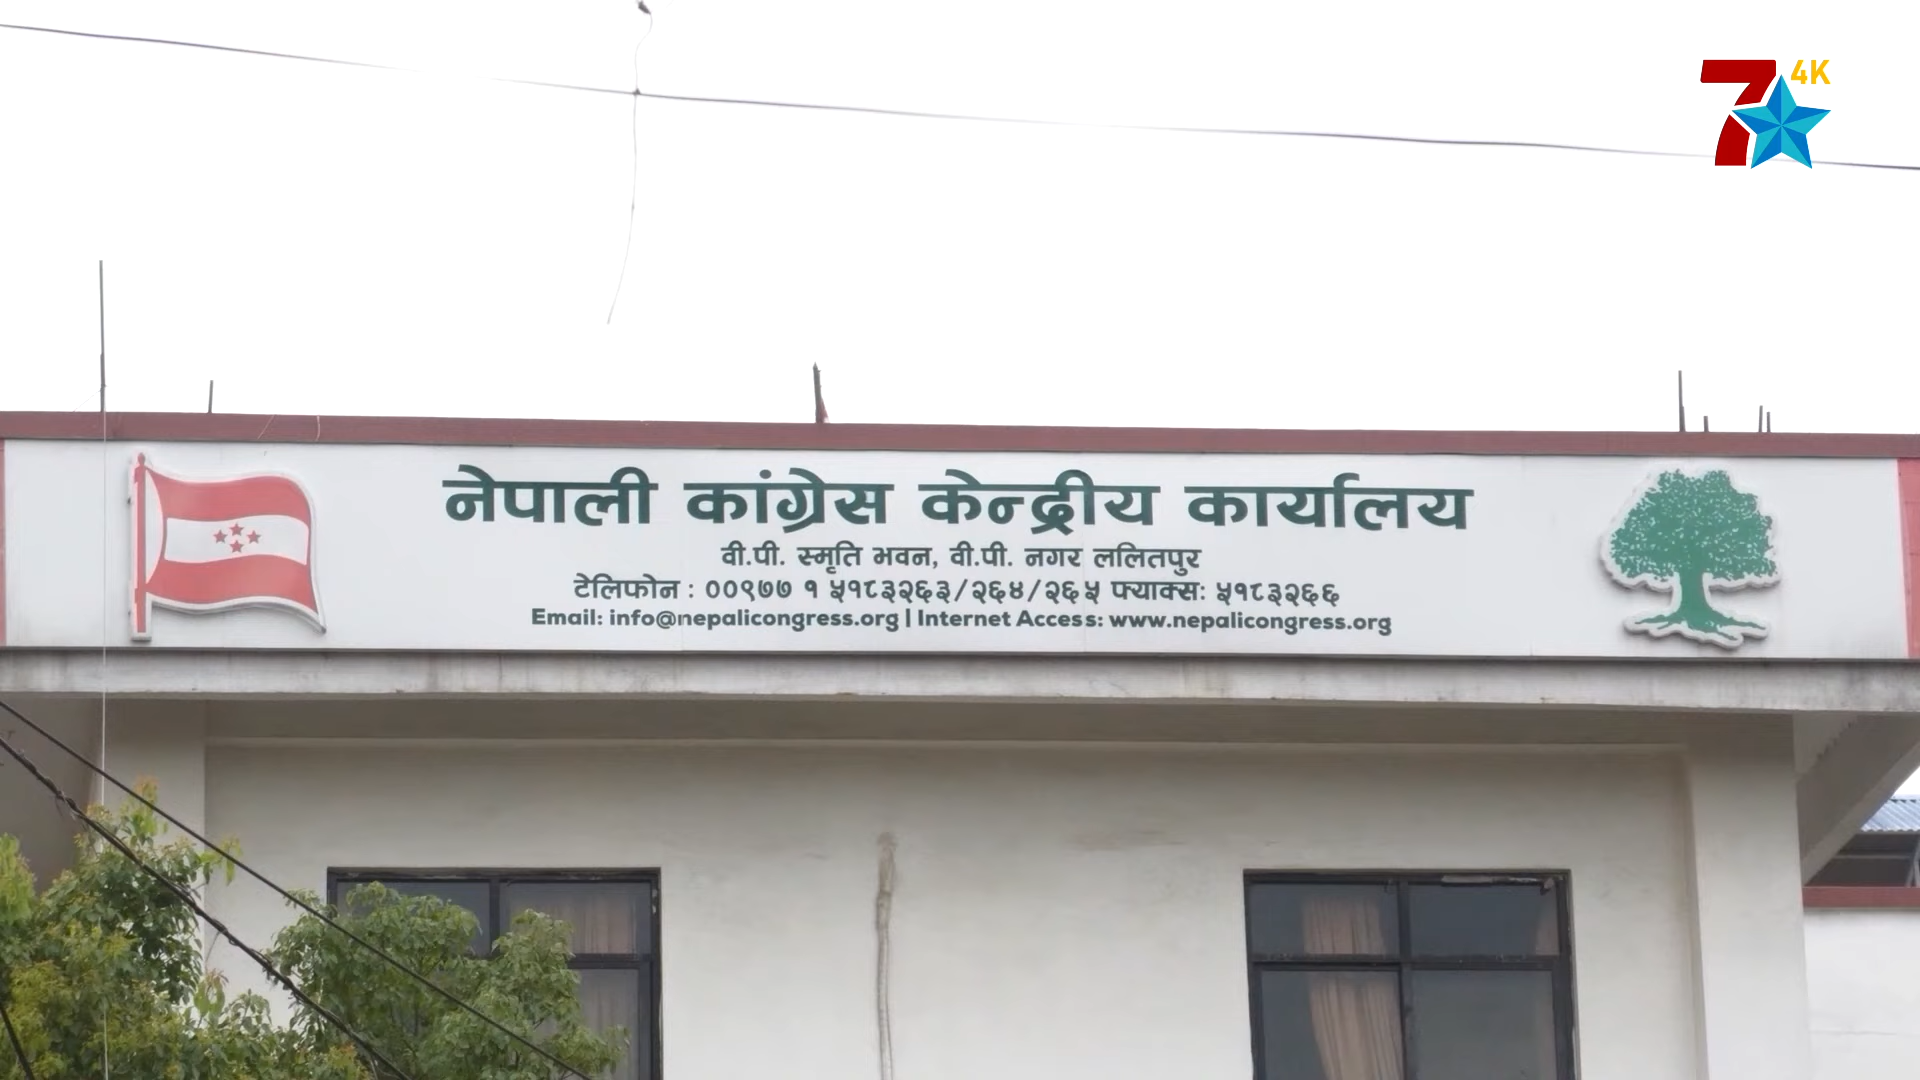 7 4K
नेपाली कांग्रेस केन्द्रीय कार्यालय
वी.पी. स्मृति भवन, वी.पी. नगर ललितपुर
टेलिफोन : ००९७७ १ ५१८३२६३/२६४/२६५ फ्याक्स: ५१८३२६६
Email: info@nepalicongress.org | Internet Access: www.nepalicongress.org